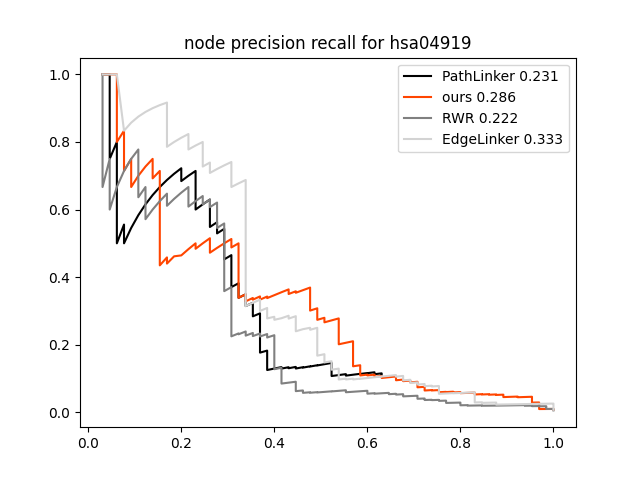 node precision recall for hsa04919
PathLinker 0.231
ours 0.286
RWR 0.222
EdgeLinker 0.333
1.0
0.8
0.6
0.4
0.2
0.0
0.0 0.2 0.4 0.6 0.8 1.0